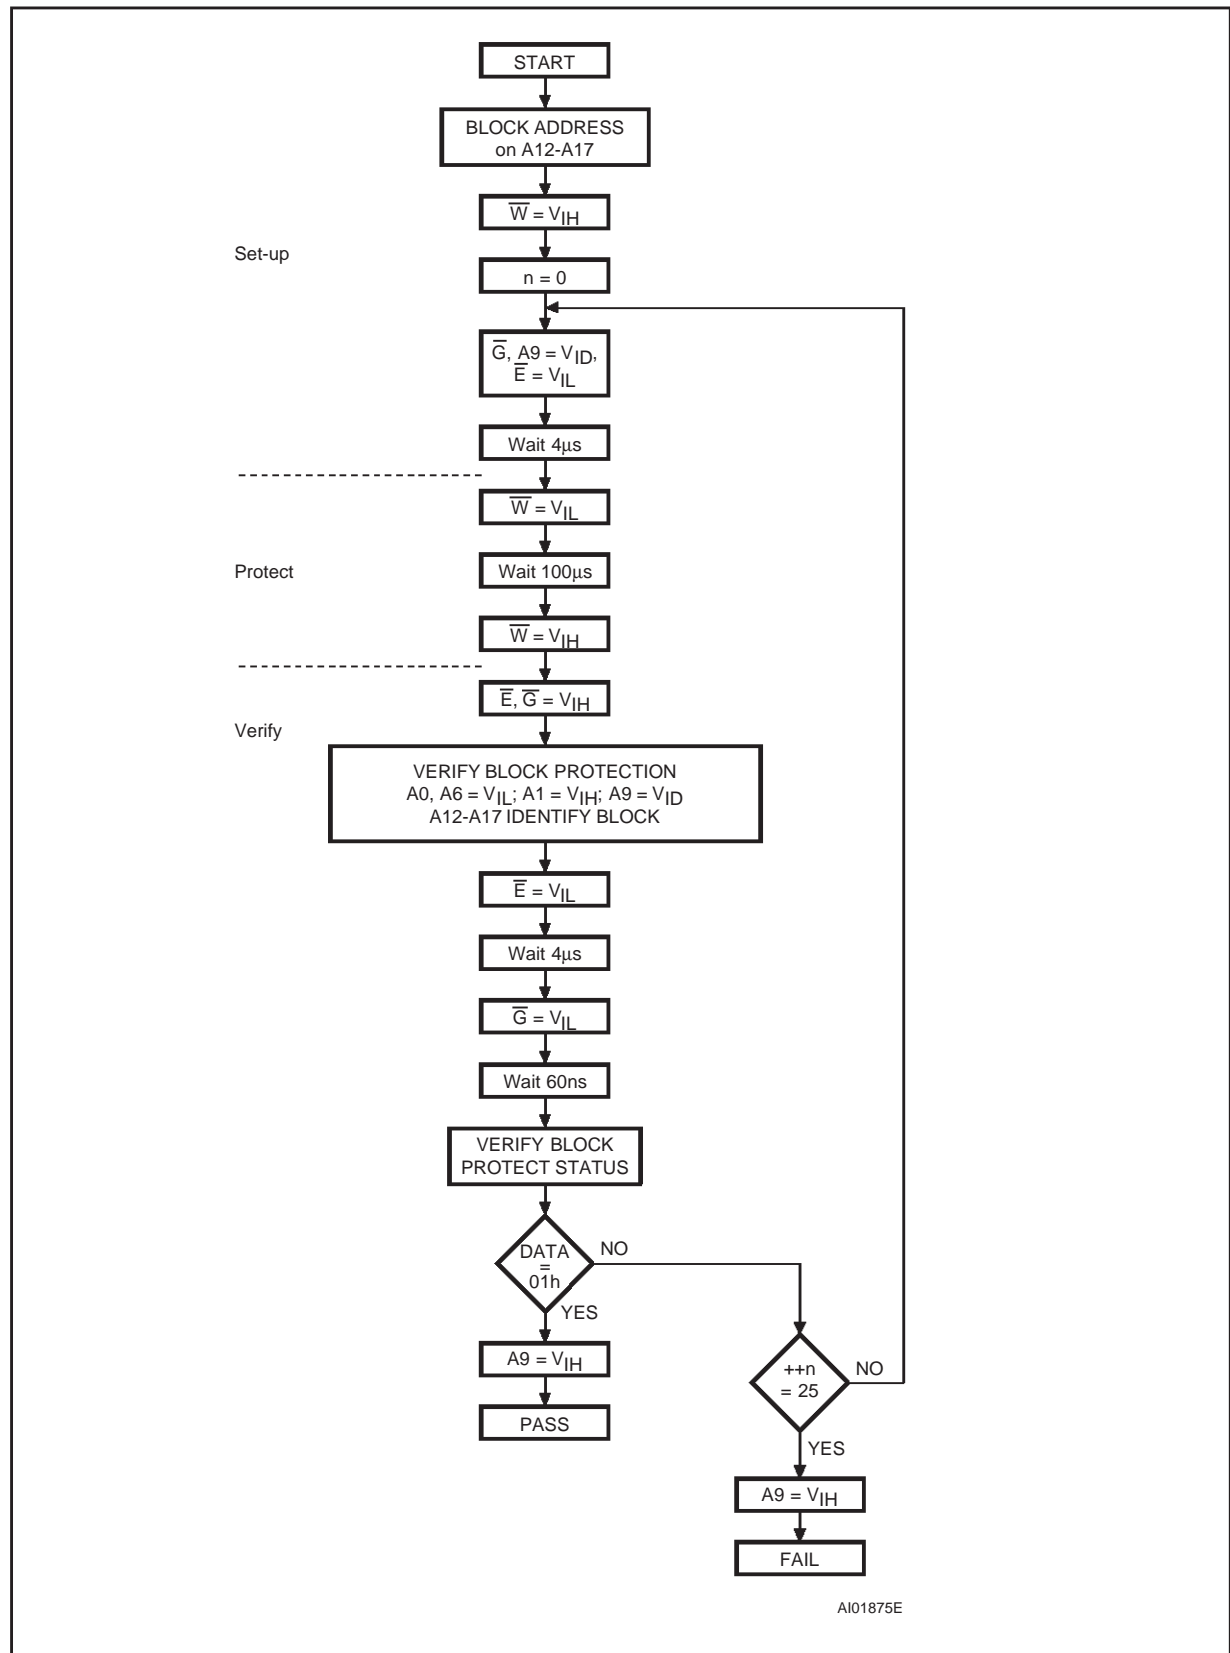 START
BLOCK ADDRESS
on A12-A17
W̅ = VIH
Set-up
n = 0
G̅, A9 = VID,
E̅ = VIL
Wait 4µs
W̅ = VIL
Protect
Wait 100µs
W̅ = VIH
E̅, G̅ = VIH
Verify
VERIFY BLOCK PROTECTION
A0, A6 = VIL; A1 = VIH; A9 = VID
A12-A17 IDENTIFY BLOCK
E̅ = VIL
Wait 4µs
G̅ = VIL
Wait 60ns
VERIFY BLOCK
PROTECT STATUS
DATA
=
01h
NO
YES
A9 = VIH
PASS
++n
= 25
NO
YES
A9 = VIH
FAIL
AI01875E